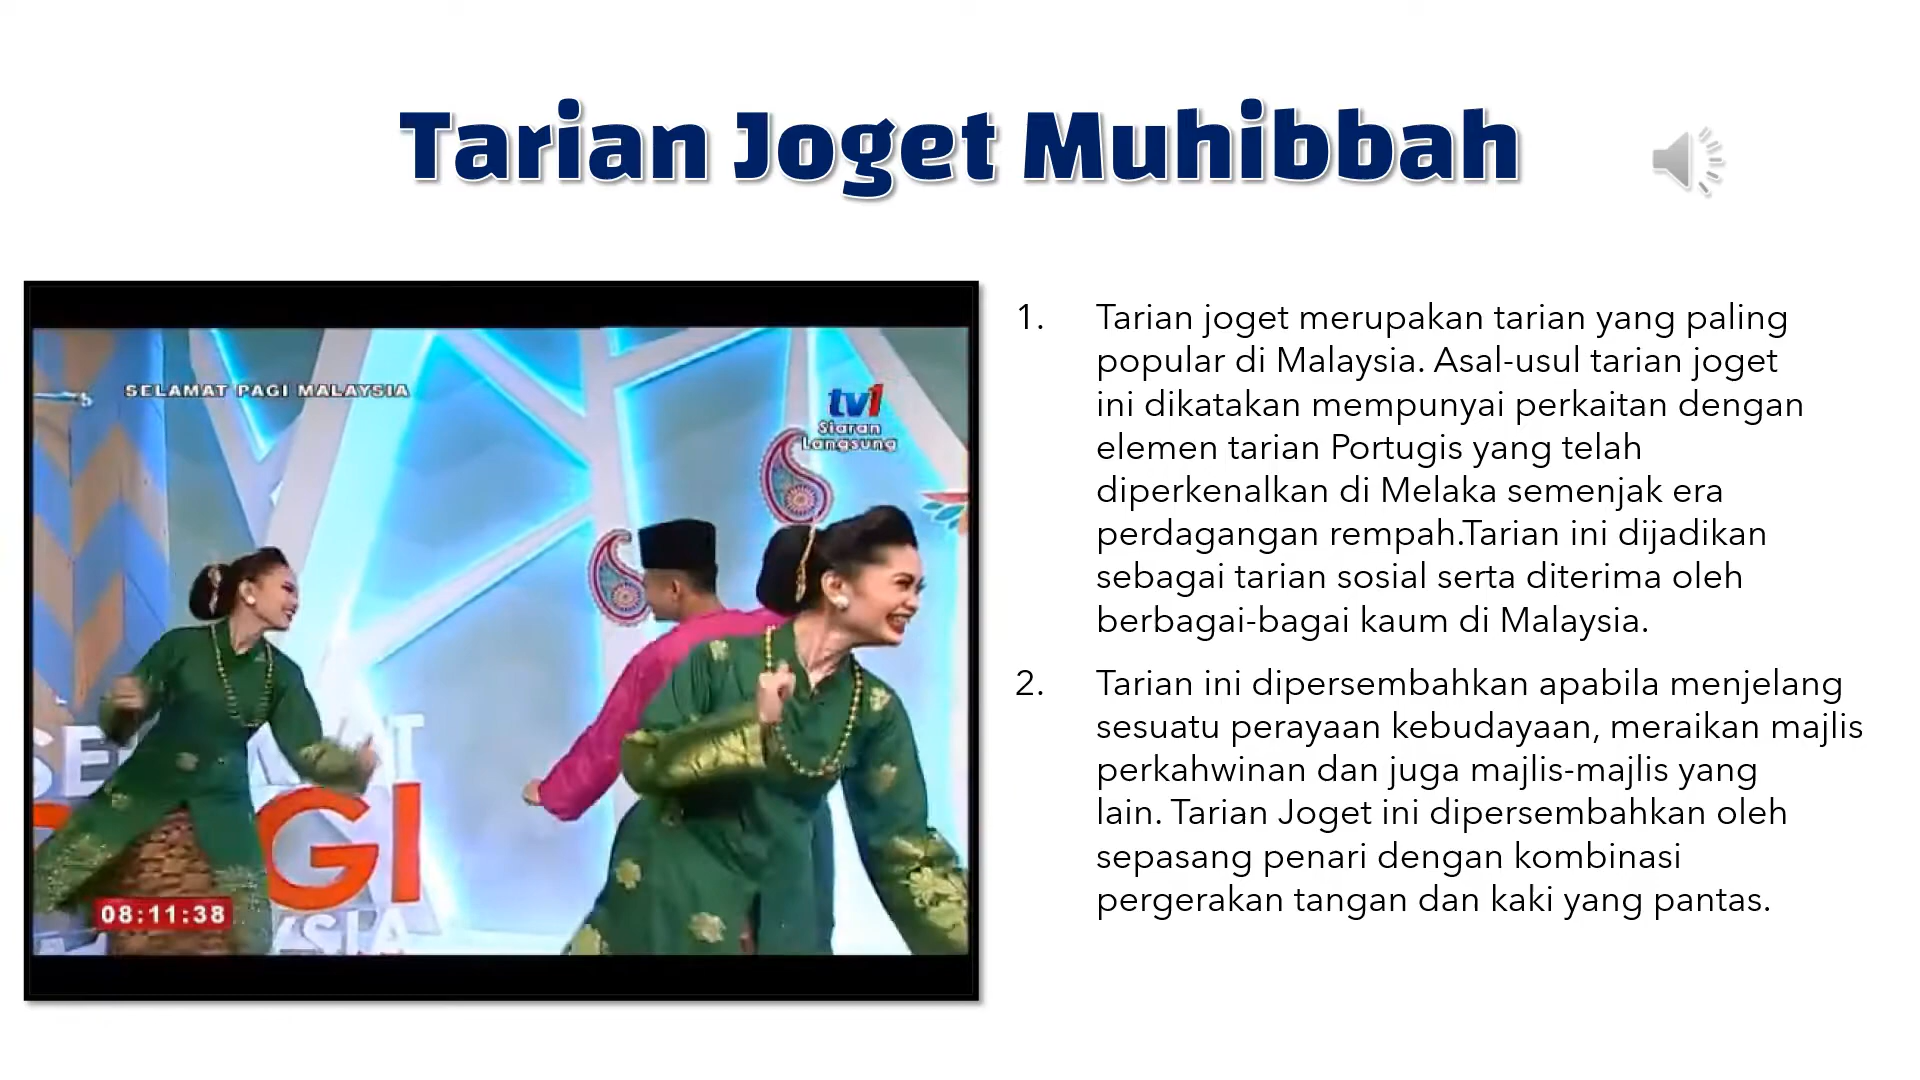 Tarian Joget Muhibbah
SELAMAT PAGI MALAYSIA
tv1
Siaran
Langsung
GI
08:11:38
1. Tarian joget merupakan tarian yang paling
popular di Malaysia. Asal-usul tarian joget
ini dikatakan mempunyai perkaitan dengan
elemen tarian Portugis yang telah
diperkenalkan di Melaka semenjak era
perdagangan rempah.Tarian ini dijadikan
sebagai tarian sosial serta diterima oleh
berbagai-bagai kaum di Malaysia.
2. Tarian ini dipersembahkan apabila menjelang
sesuatu perayaan kebudayaan, meraikan majlis
perkahwinan dan juga majlis-majlis yang
lain. Tarian Joget ini dipersembahkan oleh
sepasang penari dengan kombinasi
pergerakan tangan dan kaki yang pantas.